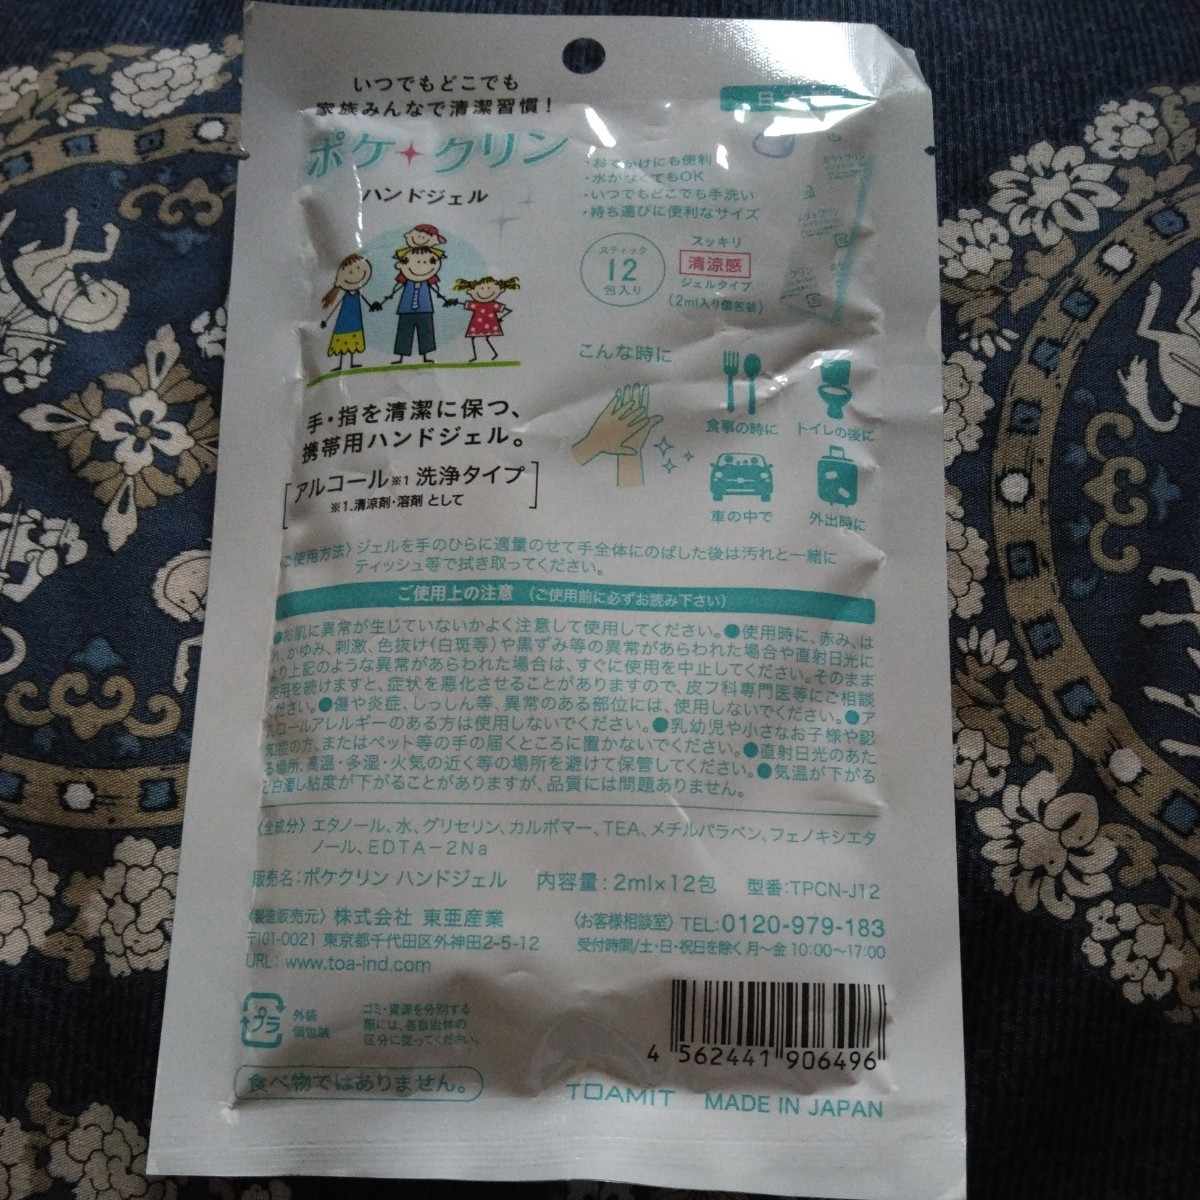 いつでもどこでも
家族みんなで清潔習慣！
ポケ クリン
ハンドジェル
・おでかけにも便利
・水がなくてもOK
・いつでもどこでも手洗い
・持ち運びに便利なサイズ
スティック
12
包入り
スッキリ
清涼感
ジェルタイプ
(2ml入り個包装)
手・指を清潔に保つ、
携帯用ハンドジェル。
アルコール※1 洗浄タイプ
※1.清涼剤・溶剤 として
こんな時に
食事の時に
トイレの後に
車の中で
外出時に
ご使用方法〉ジェルを手のひらに適量のせて手全体にのばした後は汚れと一緒に
ティッシュ等で拭き取ってください。
ご使用上の注意 (ご使用前に必ずお読み下さい)
●お肌に異常が生じていないかよく注意して使用してください。●使用時に、赤み、は
れ、かゆみ、刺激、色抜け(白斑等)や黒ずみ等の異常があらわれた場合や直射日光に
より上記のような異常があらわれた場合は、すぐに使用を中止してください。そのまま
使用を続けますと、症状を悪化させることがありますので、皮フ科専門医等にご相談
ください。●傷や炎症、しっしん等、異常のある部位には、使用しないでください。●ア
ルコールアレルギーのある方は使用しないでください。●乳幼児や小さなお子様や認
知症の方、またはペット等の手の届くところに置かないでください。●直射日光のあた
る場所、高温・多湿・火気の近く等の場所を避けて保管してください。●気温が下がる
と白濁し粘度が下がることがありますが、品質には問題ありません。
〈全成分〉エタノール、水、グリセリン、カルボマー、TEA、メチルパラベン、フェノキシエタ
ノール、EDTA－2Na
販売名：ポケクリン ハンドジェル 内容量：2ml×12包 型番：TPCN-J12
〈製造販売元〉株式会社 東亜産業
〒101-0021 東京都千代田区外神田2-5-12
URL： www.toa-ind.com
〈お客様相談室〉TEL：0120-979-183
受付時間/土・日・祝日を除く 月～金 10:00～17:00
プラ
外装
個包装
ゴミ・資源を分別する
際には、各自治体の
区分に従ってください。
食べ物ではありません。
4 562441 906496
TOAMIT MADE IN JAPAN